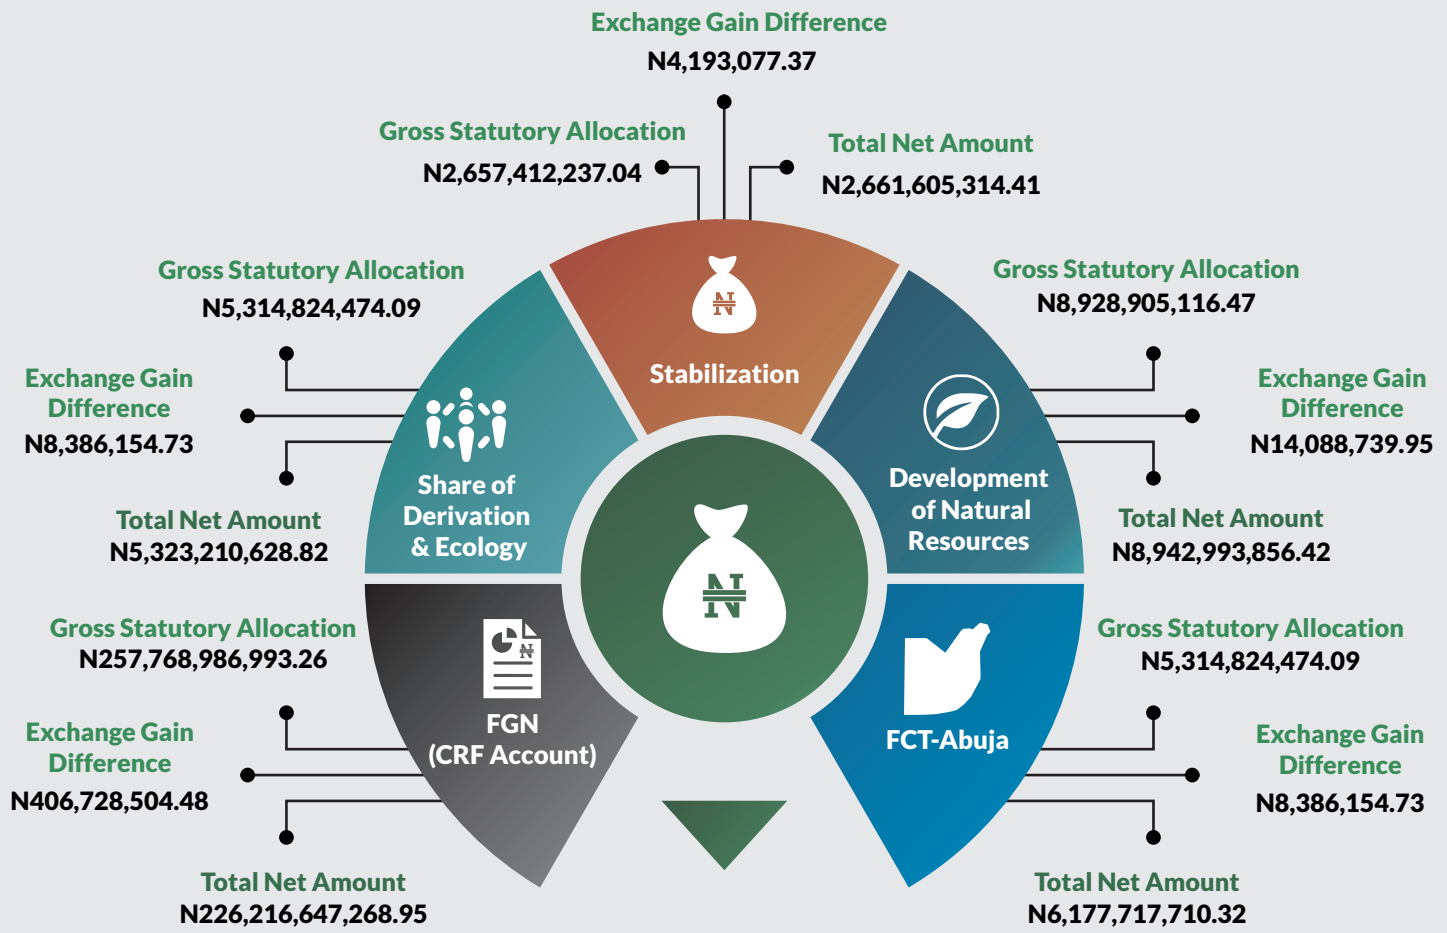 Exchange Gain Difference
N4,193,077.37
Gross Statutory Allocation
N2,657,412,237.04
Total Net Amount
N2,661,605,314.41
Stabilization
Gross Statutory Allocation
N5,314,824,474.09
Exchange Gain
Difference
N8,386,154.73
Total Net Amount
N5,323,210,628.82
Share of
Derivation
& Ecology
Gross Statutory Allocation
N8,928,905,116.47
Exchange Gain
Difference
N14,088,739.95
Total Net Amount
N8,942,993,856.42
Development
of Natural
Resources
Gross Statutory Allocation
N257,768,986,993.26
Exchange Gain
Difference
N406,728,504.48
Total Net Amount
N226,216,647,268.95
FGN
(CRF Account)
Gross Statutory Allocation
N5,314,824,474.09
Exchange Gain
Difference
N8,386,154.73
Total Net Amount
N6,177,717,710.32
FCT-Abuja